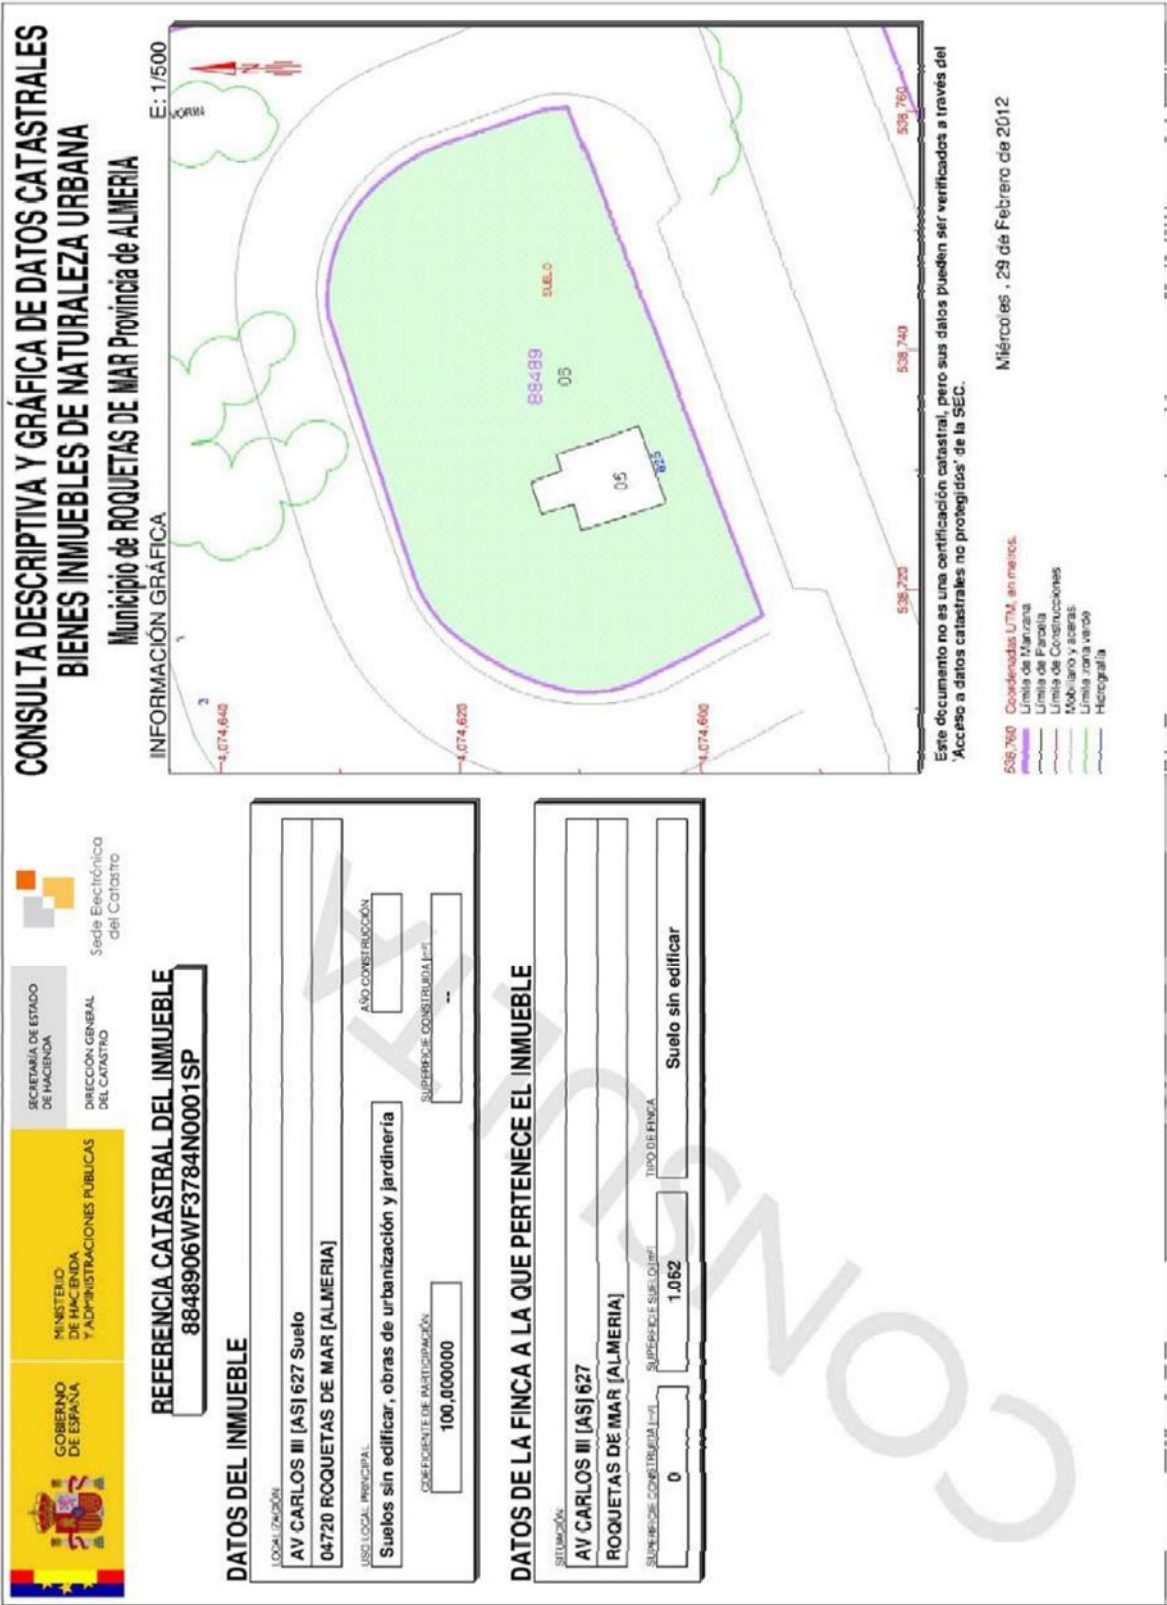 GOBIERNO
DE ESPAÑA
MINISTERIO
DE HACIENDA
Y ADMINISTRACIONES PÚBLICAS
SECRETARÍA DE ESTADO
DE HACIENDA
DIRECCIÓN GENERAL
DEL CATASTRO
Sede Electrónica
del Catastro
REFERENCIA CATASTRAL DEL INMUEBLE
8848906WF3784N0001SP
DATOS DEL INMUEBLE
LOCALIZACIÓN
AV CARLOS III [AS] 627 Suelo
04720 ROQUETAS DE MAR [ALMERIA]
USO LOCAL PRINCIPAL
Suelos sin edificar, obras de urbanización y jardinería
AÑO CONSTRUCCIÓN
COEFICIENTE DE PARTICIPACIÓN
100,000000
SUPERFICIE CONSTRUIDA [m²]
--
DATOS DE LA FINCA A LA QUE PERTENECE EL INMUEBLE
SITUACIÓN
AV CARLOS III [AS] 627
ROQUETAS DE MAR [ALMERIA]
SUPERFICIE CONSTRUIDA [m²]
0
SUPERFICIE SUELO [m²]
1.062
TIPO DE FINCA
Suelo sin edificar
CONSULTA
CONSULTA DESCRIPTIVA Y GRÁFICA DE DATOS CATASTRALES
BIENES INMUEBLES DE NATURALEZA URBANA
Municipio de ROQUETAS DE MAR Provincia de ALMERIA
INFORMACIÓN GRÁFICA
E: 1/500
N
3
4,074,640
4,074,620
4,074,600
88489
06
SUELO
06
625
538,720
538,740
538,760
Este documento no es una certificación catastral, pero sus datos pueden ser verificados a través del
'Acceso a datos catastrales no protegidos' de la SEC.
538,760 Coordenadas UTM, en metros.
Límite de Manzana
Límite de Parcela
Límite de Construcciones
Mobiliario y aceras
Límite zona verde
Hidrografía
Miércoles , 29 de Febrero de 2012